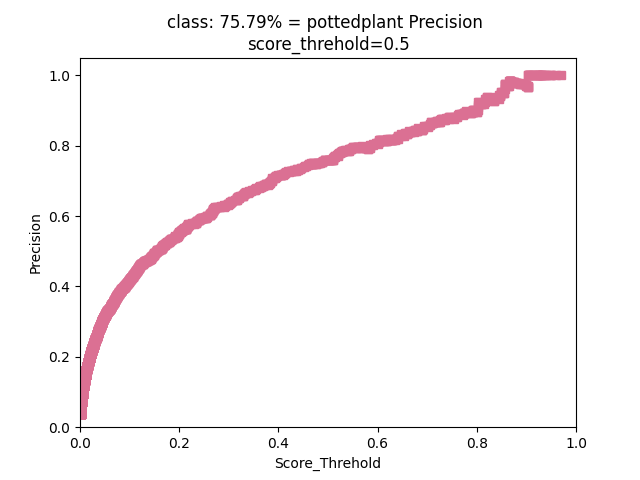 class: 75.79% = pottedplant Precision
score_threhold=0.5
1.0
0.8
0.6
0.4
0.2
0.0
Precision
0.0 0.2 0.4 0.6 0.8 1.0
Score_Threhold